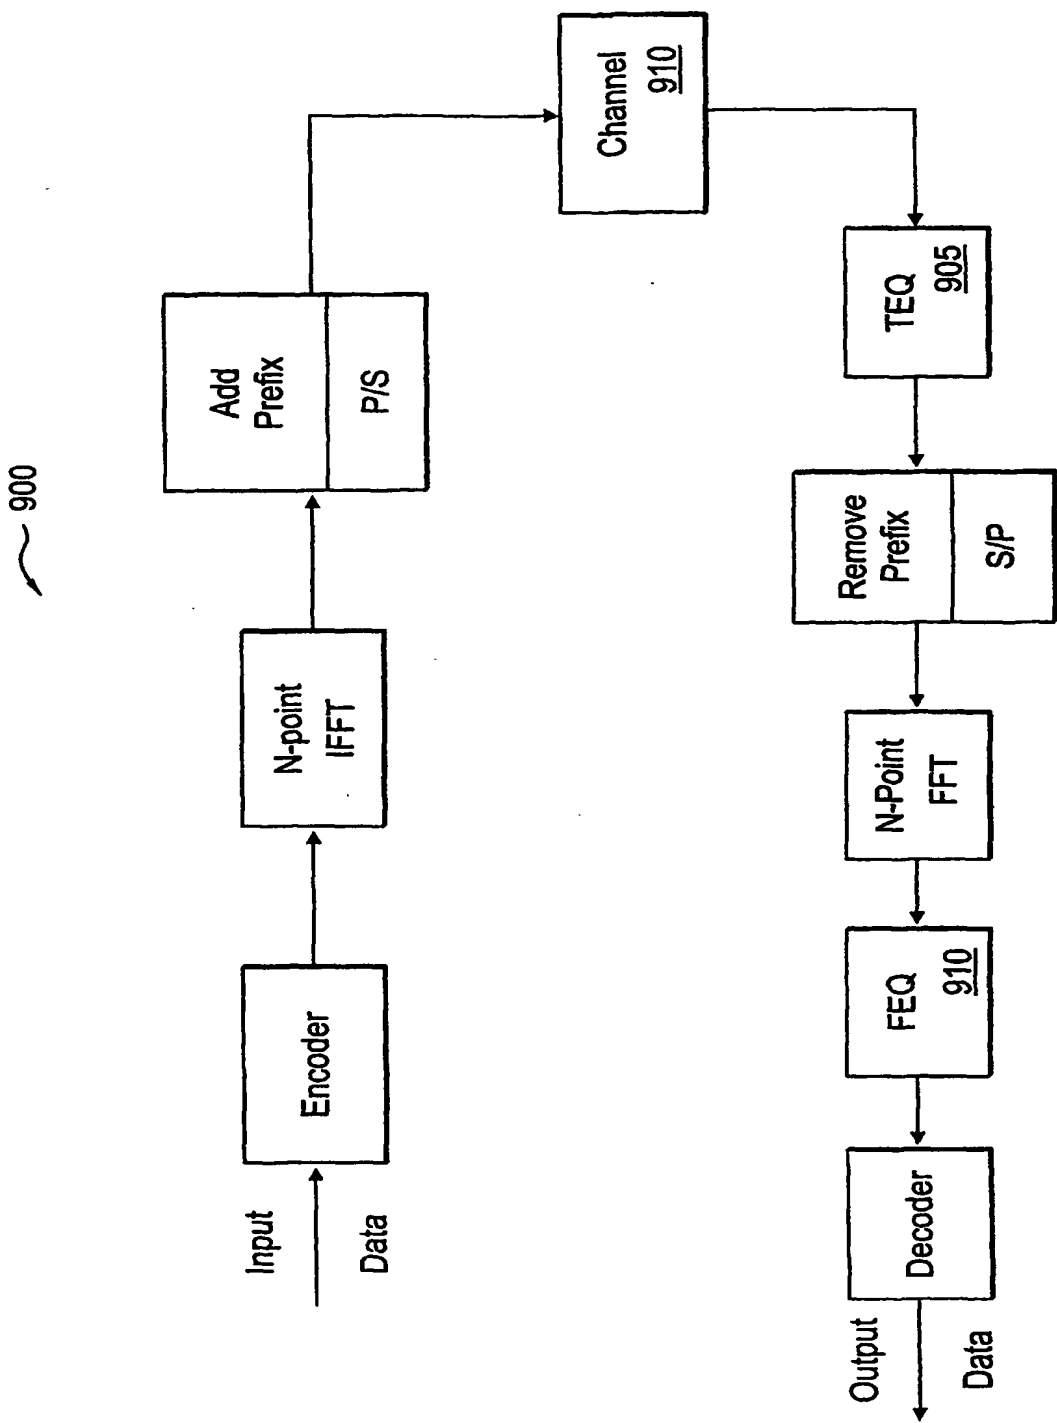 900
Input
Data
Encoder
N-point
IFFT
Add
Prefix
P/S
Channel
910
TEQ
905
Remove
Prefix
S/P
N-Point
FFT
FEQ
910
Decoder
Output
Data